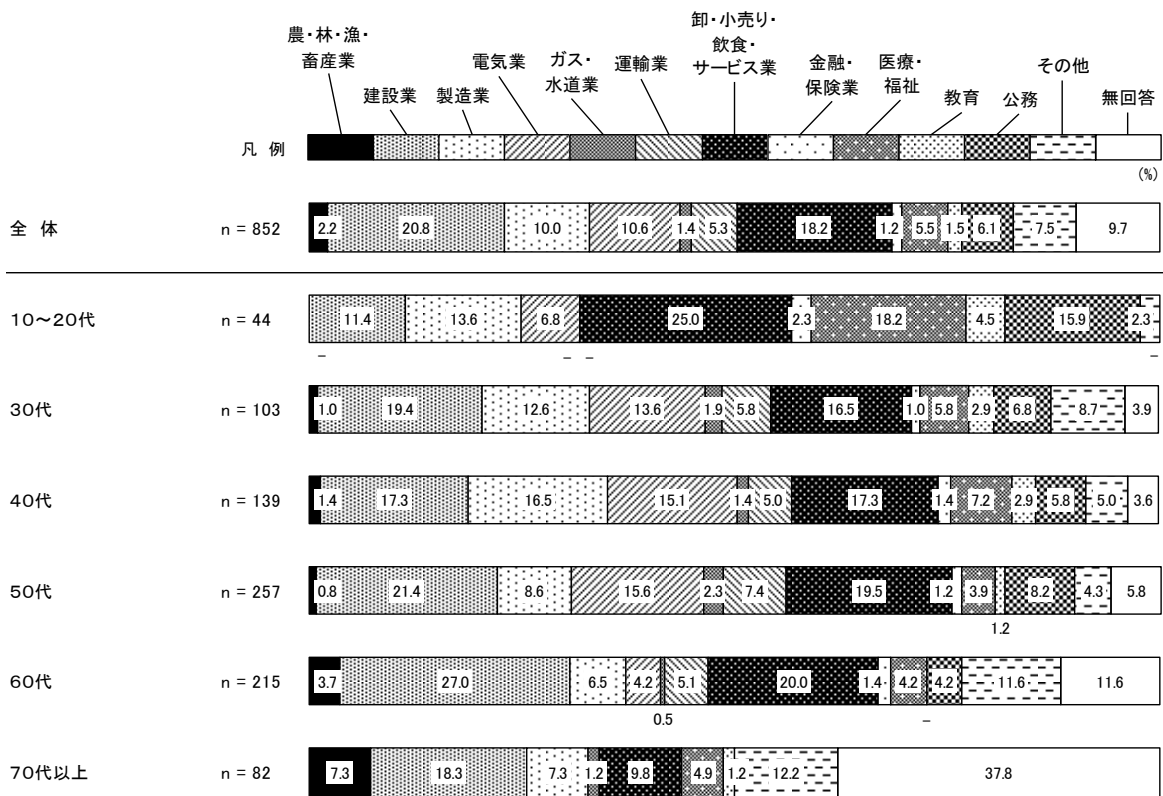 農・林・漁・
畜産業
建設業
製造業
電気業
ガス・
水道業
運輸業
卸・小売り・
飲食・
サービス業
金融・
保険業
医療・
福祉
教育
公務
その他
無回答
凡 例
(%)
全 体 n = 852 2.2 20.8 10.0 10.6 1.4 5.3 18.2 1.2 5.5 1.5 6.1 7.5 9.7
10～20代 n = 44 11.4 13.6 6.8 25.0 2.3 18.2 4.5 15.9 2.3
－ － － －
30代 n = 103 1.0 19.4 12.6 13.6 1.9 5.8 16.5 1.0 5.8 2.9 6.8 8.7 3.9
40代 n = 139 1.4 17.3 16.5 15.1 1.4 5.0 17.3 1.4 7.2 2.9 5.8 5.0 3.6
50代 n = 257 0.8 21.4 8.6 15.6 2.3 7.4 19.5 1.2 3.9 8.2 4.3 5.8
1.2
60代 n = 215 3.7 27.0 6.5 4.2 5.1 20.0 1.4 4.2 4.2 11.6 11.6
0.5 －
70代以上 n = 82 7.3 18.3 7.3 1.2 9.8 4.9 1.2 12.2 37.8